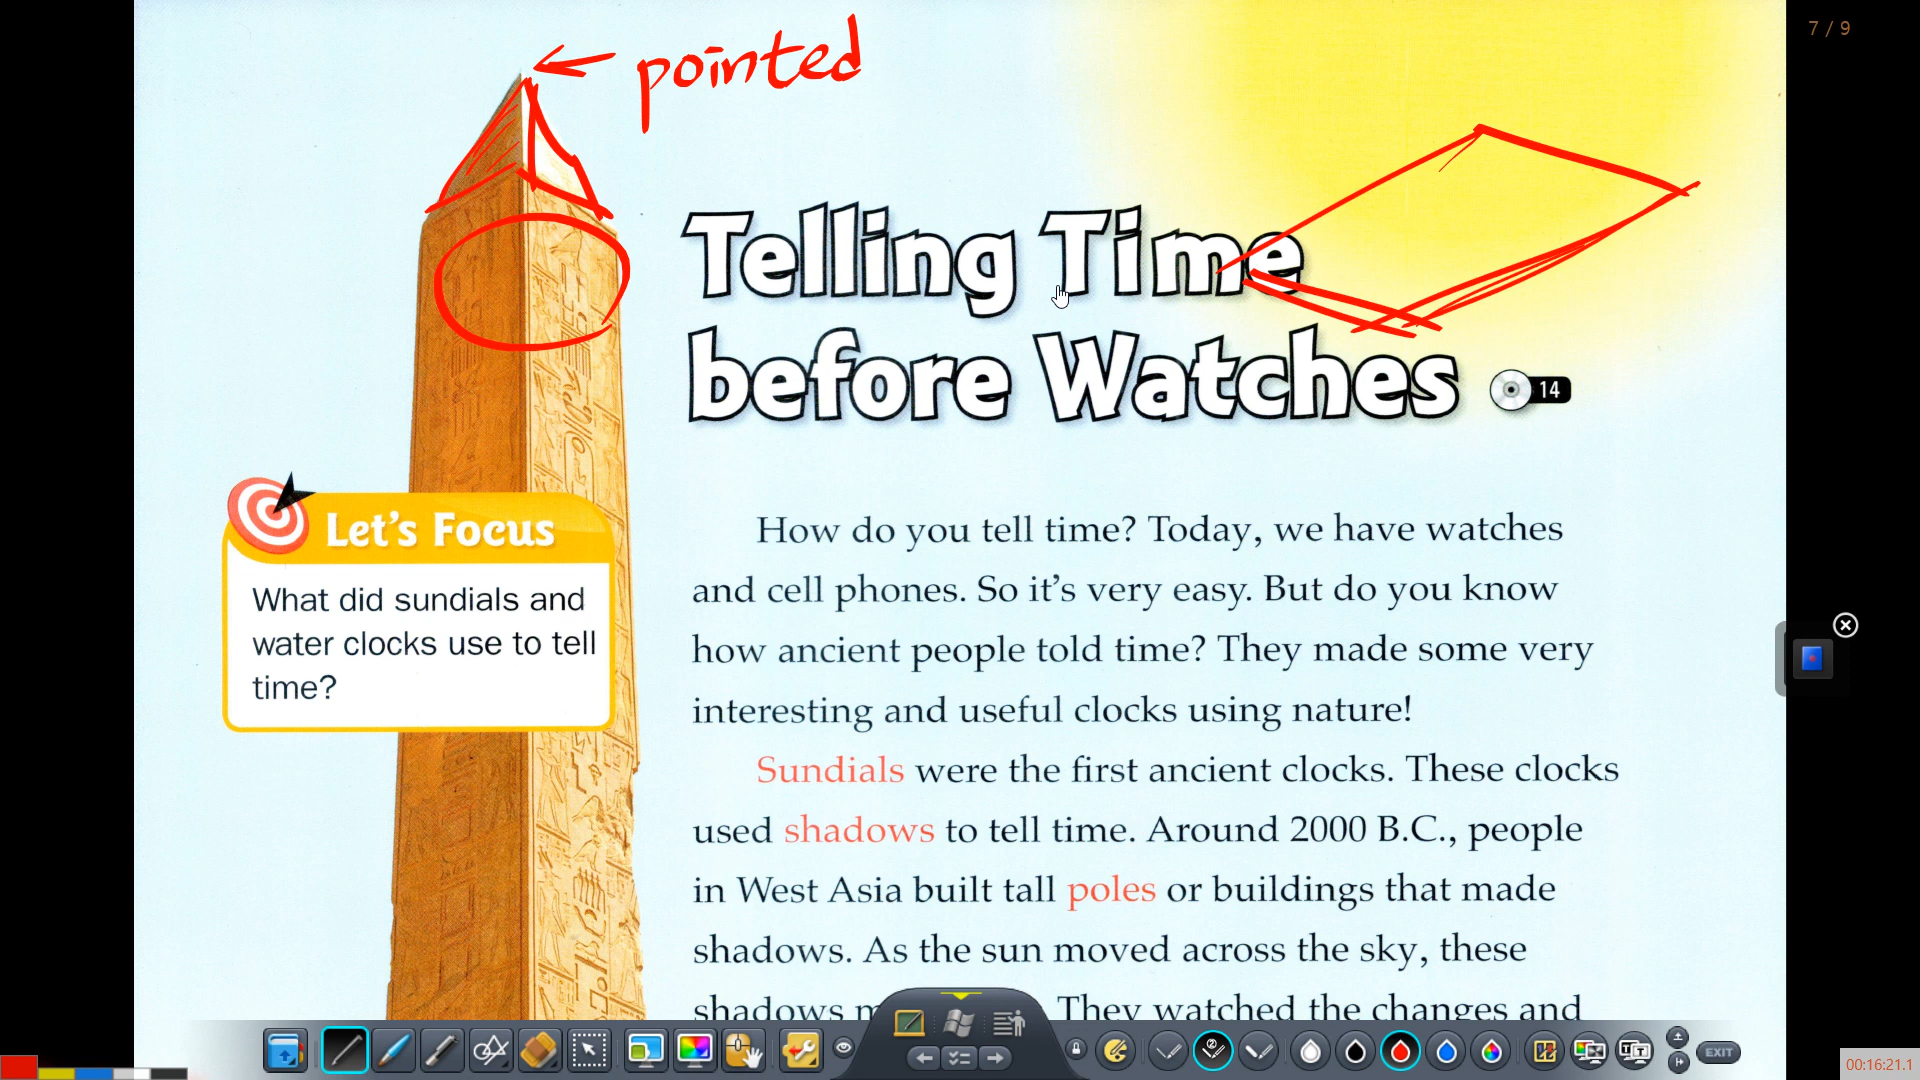 7 / 9
pointed
Telling Time
before Watches
14
Let's Focus
What did sundials and
water clocks use to tell
time?
How do you tell time? Today, we have watches
and cell phones. So it's very easy. But do you know
how ancient people told time? They made some very
interesting and useful clocks using nature!
Sundials were the first ancient clocks. These clocks
used shadows to tell time. Around 2000 B.C., people
in West Asia built tall poles or buildings that made
shadows. As the sun moved across the sky, these
shadows They watched the changes and
EXIT
00:16:21.1